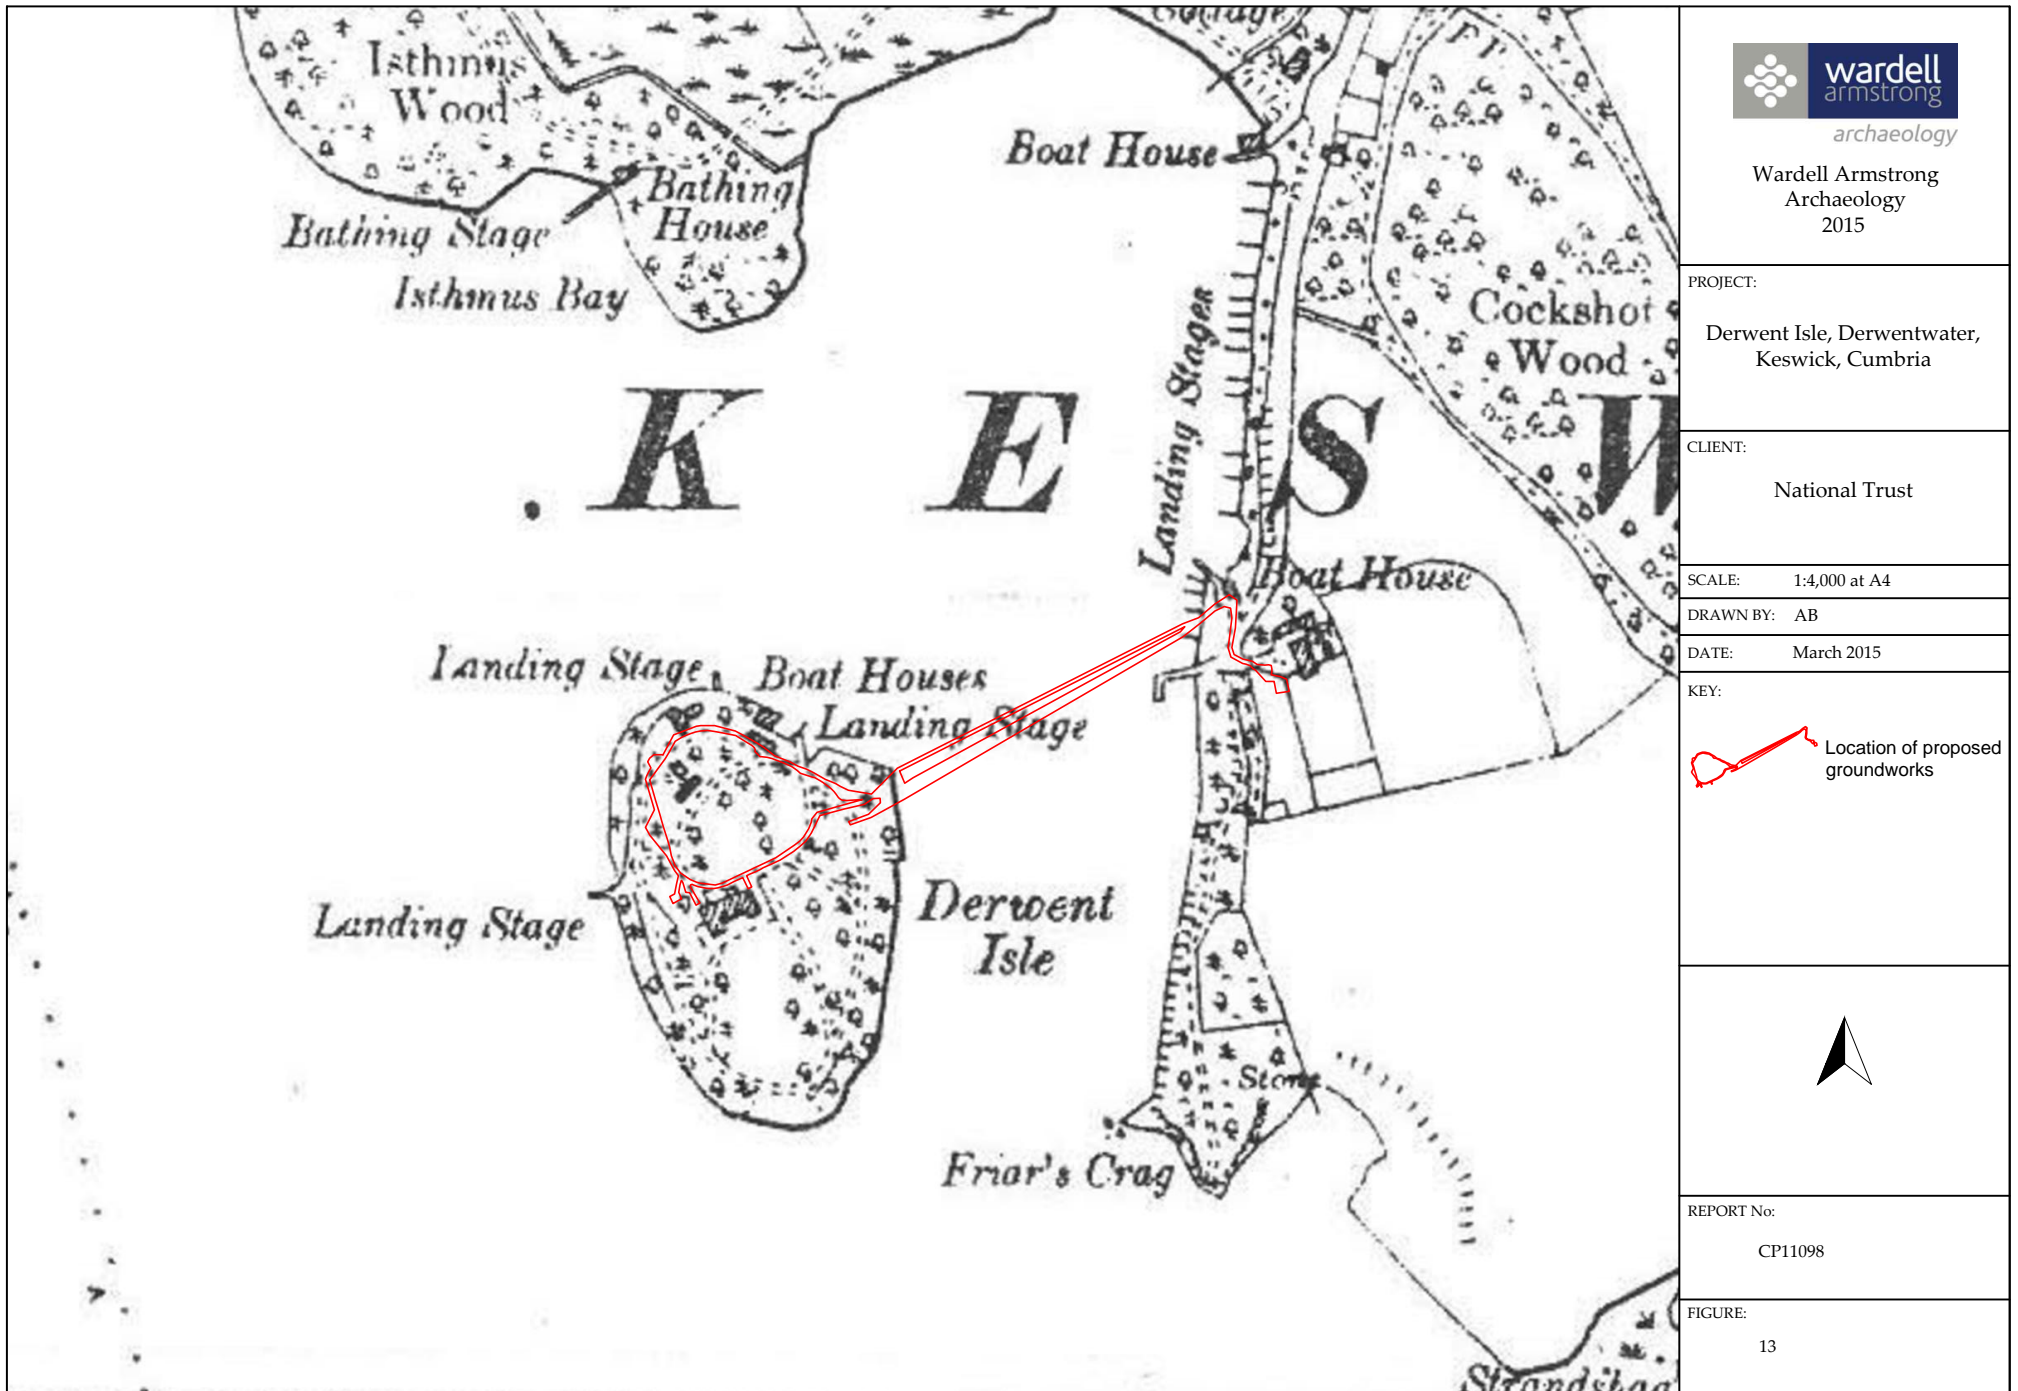 Cottage
F.P.
Isthmus
Wood
Boat House
Bathing
House
Bathing Stage
Isthmus Bay
Landing Stages
Cockshot
Wood
K E S W
Boat House
Landing Stage
Boat Houses
Landing Stage
Landing Stage
Derwent
Isle
Stone
Friar's Crag
wardell
armstrong
archaeology
Wardell Armstrong
Archaeology
2015
PROJECT:
Derwent Isle, Derwentwater,
Keswick, Cumbria
CLIENT:
National Trust
SCALE: 1:4,000 at A4
DRAWN BY: AB
DATE: March 2015
KEY:
Location of proposed
groundworks
REPORT No:
CP11098
FIGURE:
13